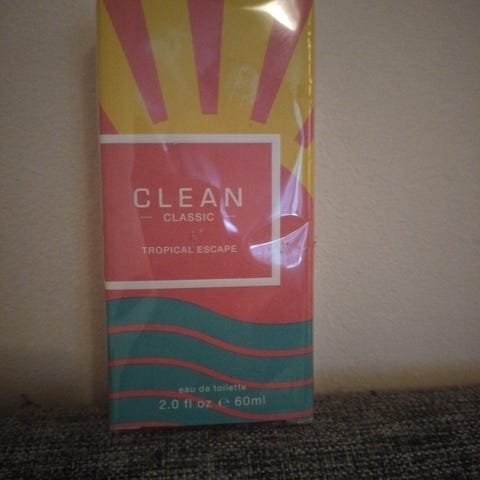 CLEAN
CLASSIC
TROPICAL ESCAPE
eau de toilette
2.0 fl oz ℮ 60ml